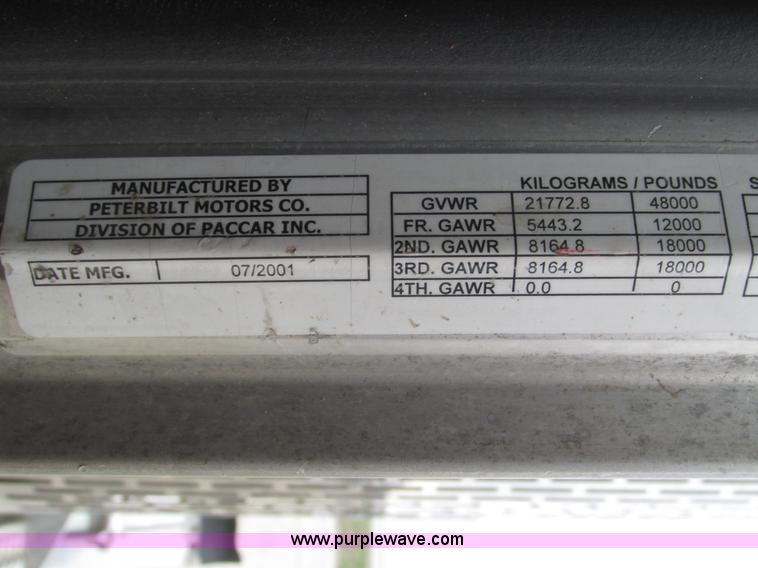 MANUFACTURED BY
PETERBILT MOTORS CO.
DIVISION OF PACCAR INC.
DATE MFG. 07/2001
KILOGRAMS / POUNDS
GVWR 21772.8 48000
FR. GAWR 5443.2 12000
2ND. GAWR 8164.8 18000
3RD. GAWR 8164.8 18000
4TH. GAWR 0.0 0
S
www.purplewave.com